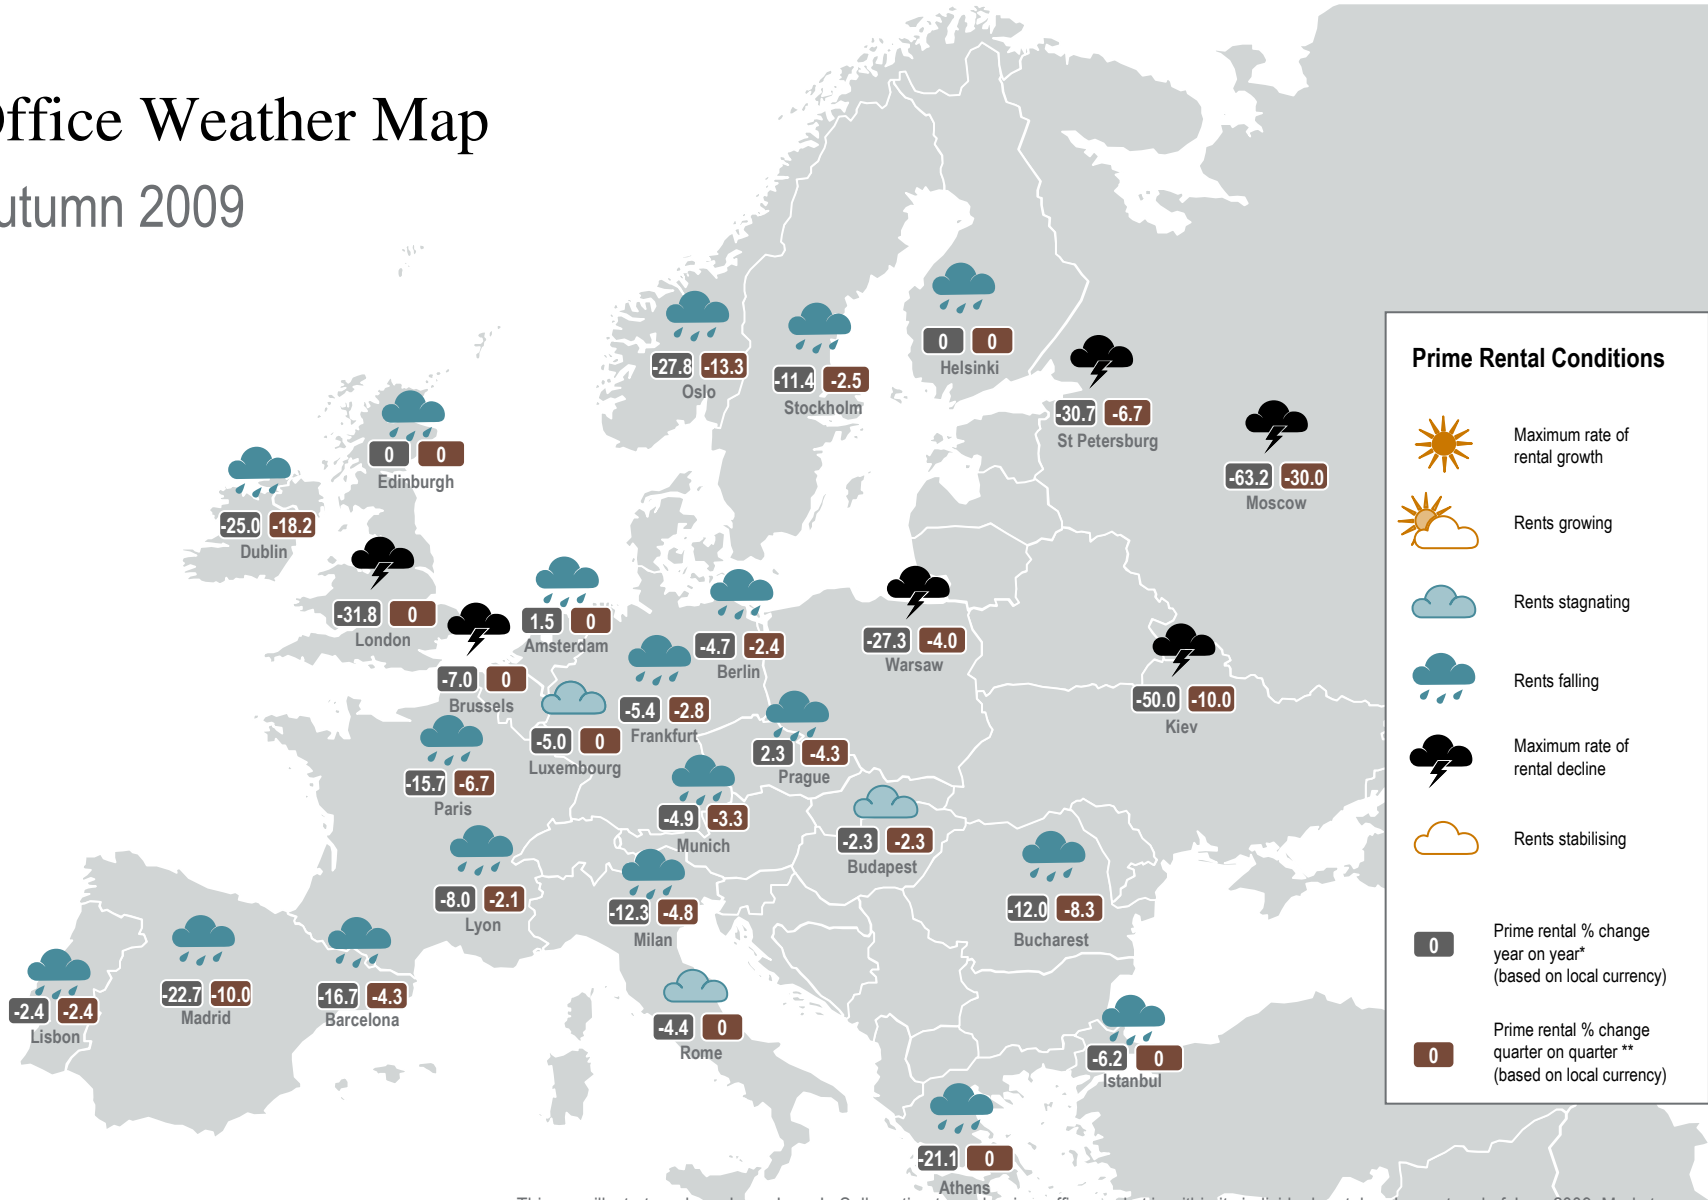 Office Weather Map
utumn 2009
-27.8 -13.3
Oslo
-11.4 -2.5
Stockholm
0 0
Helsinki
-30.7 -6.7
St Petersburg
-63.2 -30.0
Moscow
0 0
Edinburgh
-25.0 -18.2
Dublin
-31.8 0
London
-7.0 0
Brussels
1.5 0
Amsterdam
-4.7 -2.4
Berlin
-27.3 -4.0
Warsaw
-50.0 -10.0
Kiev
-5.0 0
Luxembourg
-5.4 -2.8
Frankfurt
2.3 -4.3
Prague
-15.7 -6.7
Paris
-4.9 -3.3
Munich
-2.3 -2.3
Budapest
-8.0 -2.1
Lyon
-12.3 -4.8
Milan
-12.0 -8.3
Bucharest
-2.4 -2.4
Lisbon
-22.7 -10.0
Madrid
-16.7 -4.3
Barcelona
-4.4 0
Rome
-6.2 0
Istanbul
-21.1 0
Athens
Prime Rental Conditions
Maximum rate of
rental growth
Rents growing
Rents stagnating
Rents falling
Maximum rate of
rental decline
Rents stabilising
0
Prime rental % change
year on year*
(based on local currency)
0
Prime rental % change
quarter on quarter **
(based on local currency)